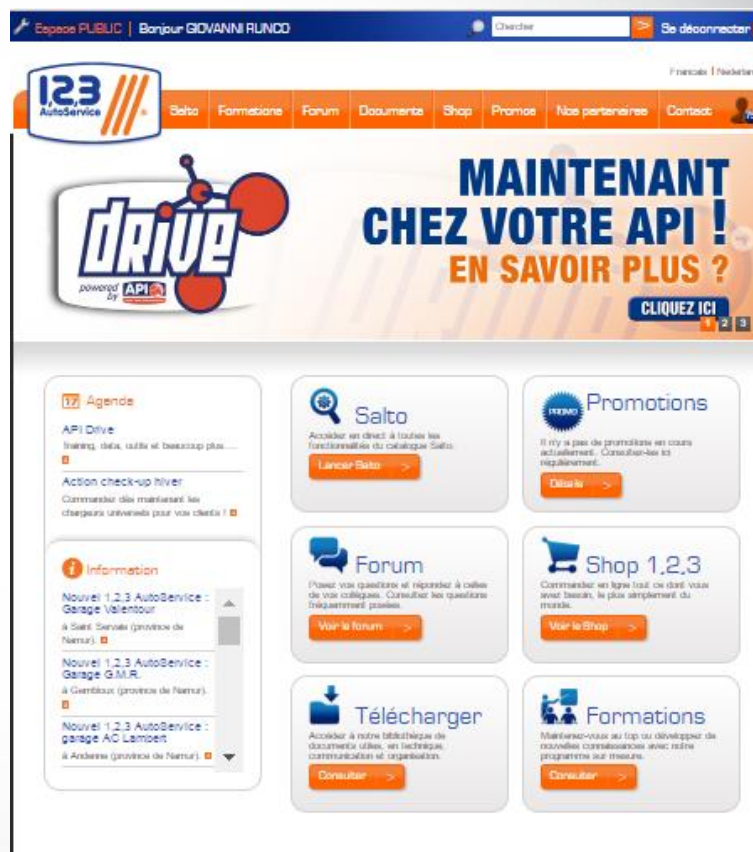 Espace PUBLIC | Bonjour GIOVANNI RUNCO
Chercher
>
Se déconnecter
Francais | Nederlan
1,2,3
AutoService
Salto Formations Forum Documents Shop Promos Nos partenaires Contact
drive
powered by API
MAINTENANT
CHEZ VOTRE API !
EN SAVOIR PLUS ?
CLIQUEZ ICI
1 2 3
17 Agenda
API Drive
Training, data, outils et beaucoup plus.....
Action check-up hiver
Commandez dès maintenant les
chargeurs universels pour vos clients !
Information
Nouvel 1,2,3 AutoService :
Garage Valentour
à Saint Servais (province de
Namur).
Nouvel 1,2,3 AutoService :
Garage G.M.R.
à Gembloux (province de Namur).
Nouvel 1,2,3 AutoService :
garage AC Lambert
à Andenne (province de Namur).
Salto
Accédez en direct à toutes les
fonctionnalités du catalogue Salto.
Lancer Salto >
PROMO
Promotions
Il n'y a pas de promotions en cours
actuellement. Consultez-les ici
régulièrement.
Détails >
Forum
Posez vos questions et répondez à celles
de vos collègues. Consultez les questions
fréquemment posées.
Voir le forum >
Shop 1,2,3
Commandez en ligne tout ce dont vous
avez besoin, le plus simplement du
monde.
Voir le Shop >
Télécharger
Accédez à notre bibliothèque de
documents utiles, en technique,
communication et organisation.
Consulter >
Formations
Maintenez-vous au top ou développez de
nouvelles connaissances avec notre
programme sur mesure.
Consulter >